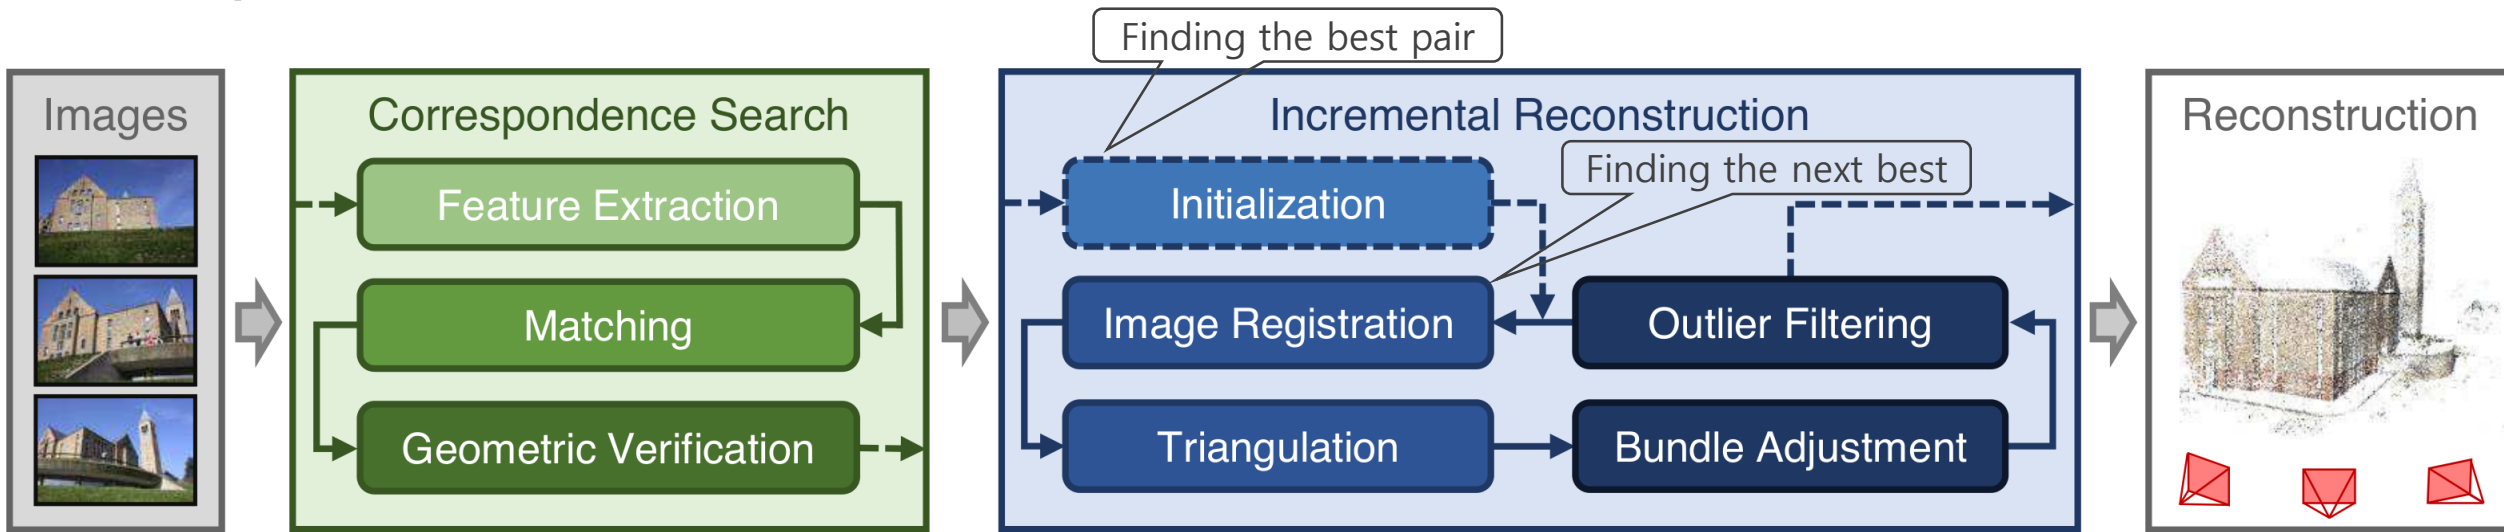 Finding the best pair
Images
Correspondence Search
Feature Extraction
Matching
Geometric Verification
Incremental Reconstruction
Finding the next best
Initialization
Image Registration
Outlier Filtering
Triangulation
Bundle Adjustment
Reconstruction